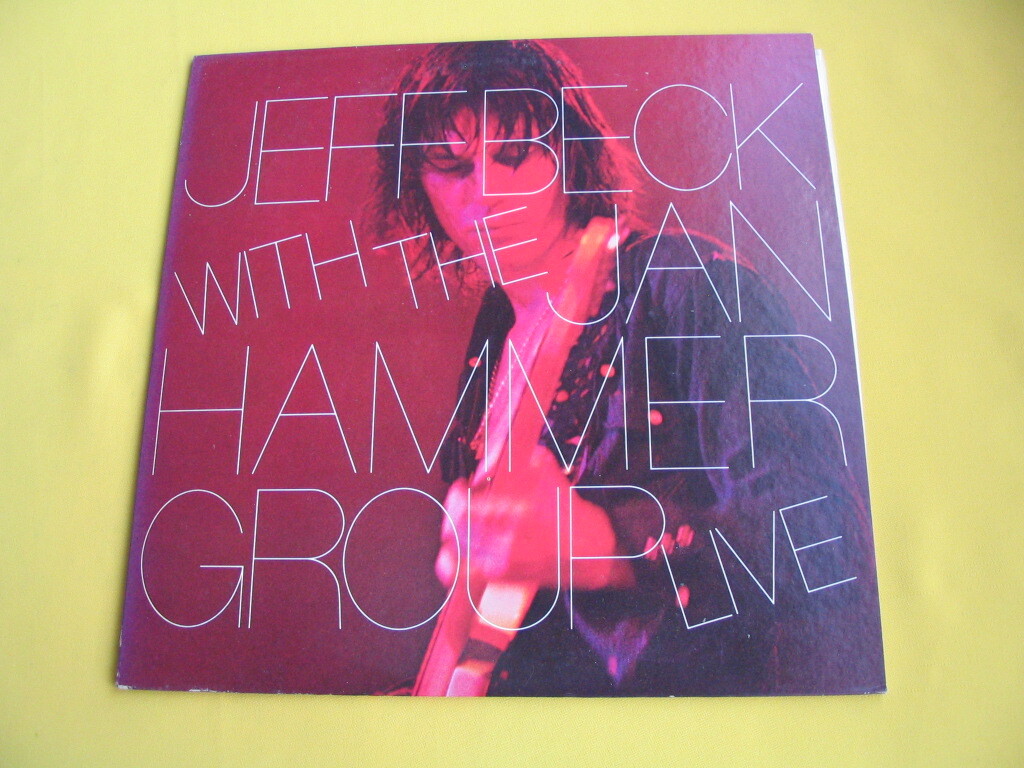 JEFF BECK
WITH THE JAN
HAMMER
GROUP LIVE